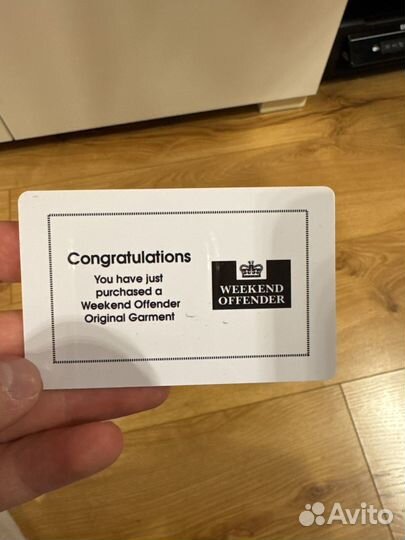 Congratulations
You have just
purchased a
Weekend Offender
Original Garment
WEEKEND
OFFENDER
Avito